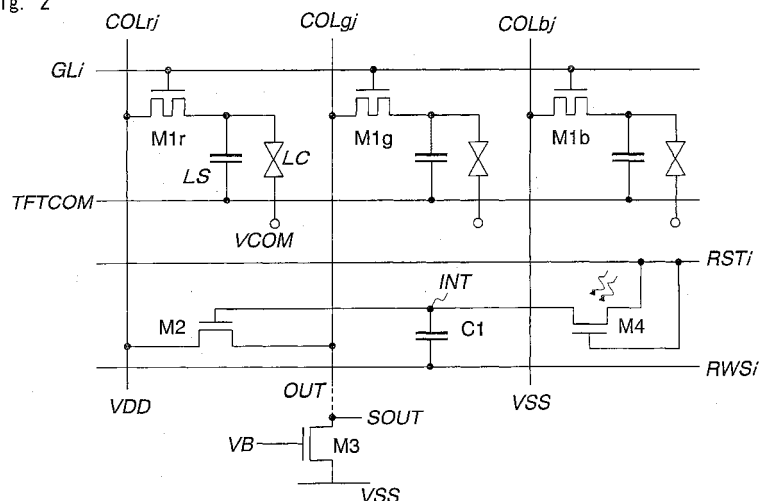 Fig. 2
COLrj COLgj COLbj
GLi
M1r M1g M1b
LS LC
TFTCOM
VCOM
RSTi
INT
M2 C1 M4
RWSi
OUT
VDD VSS
SOUT
VB M3
VSS